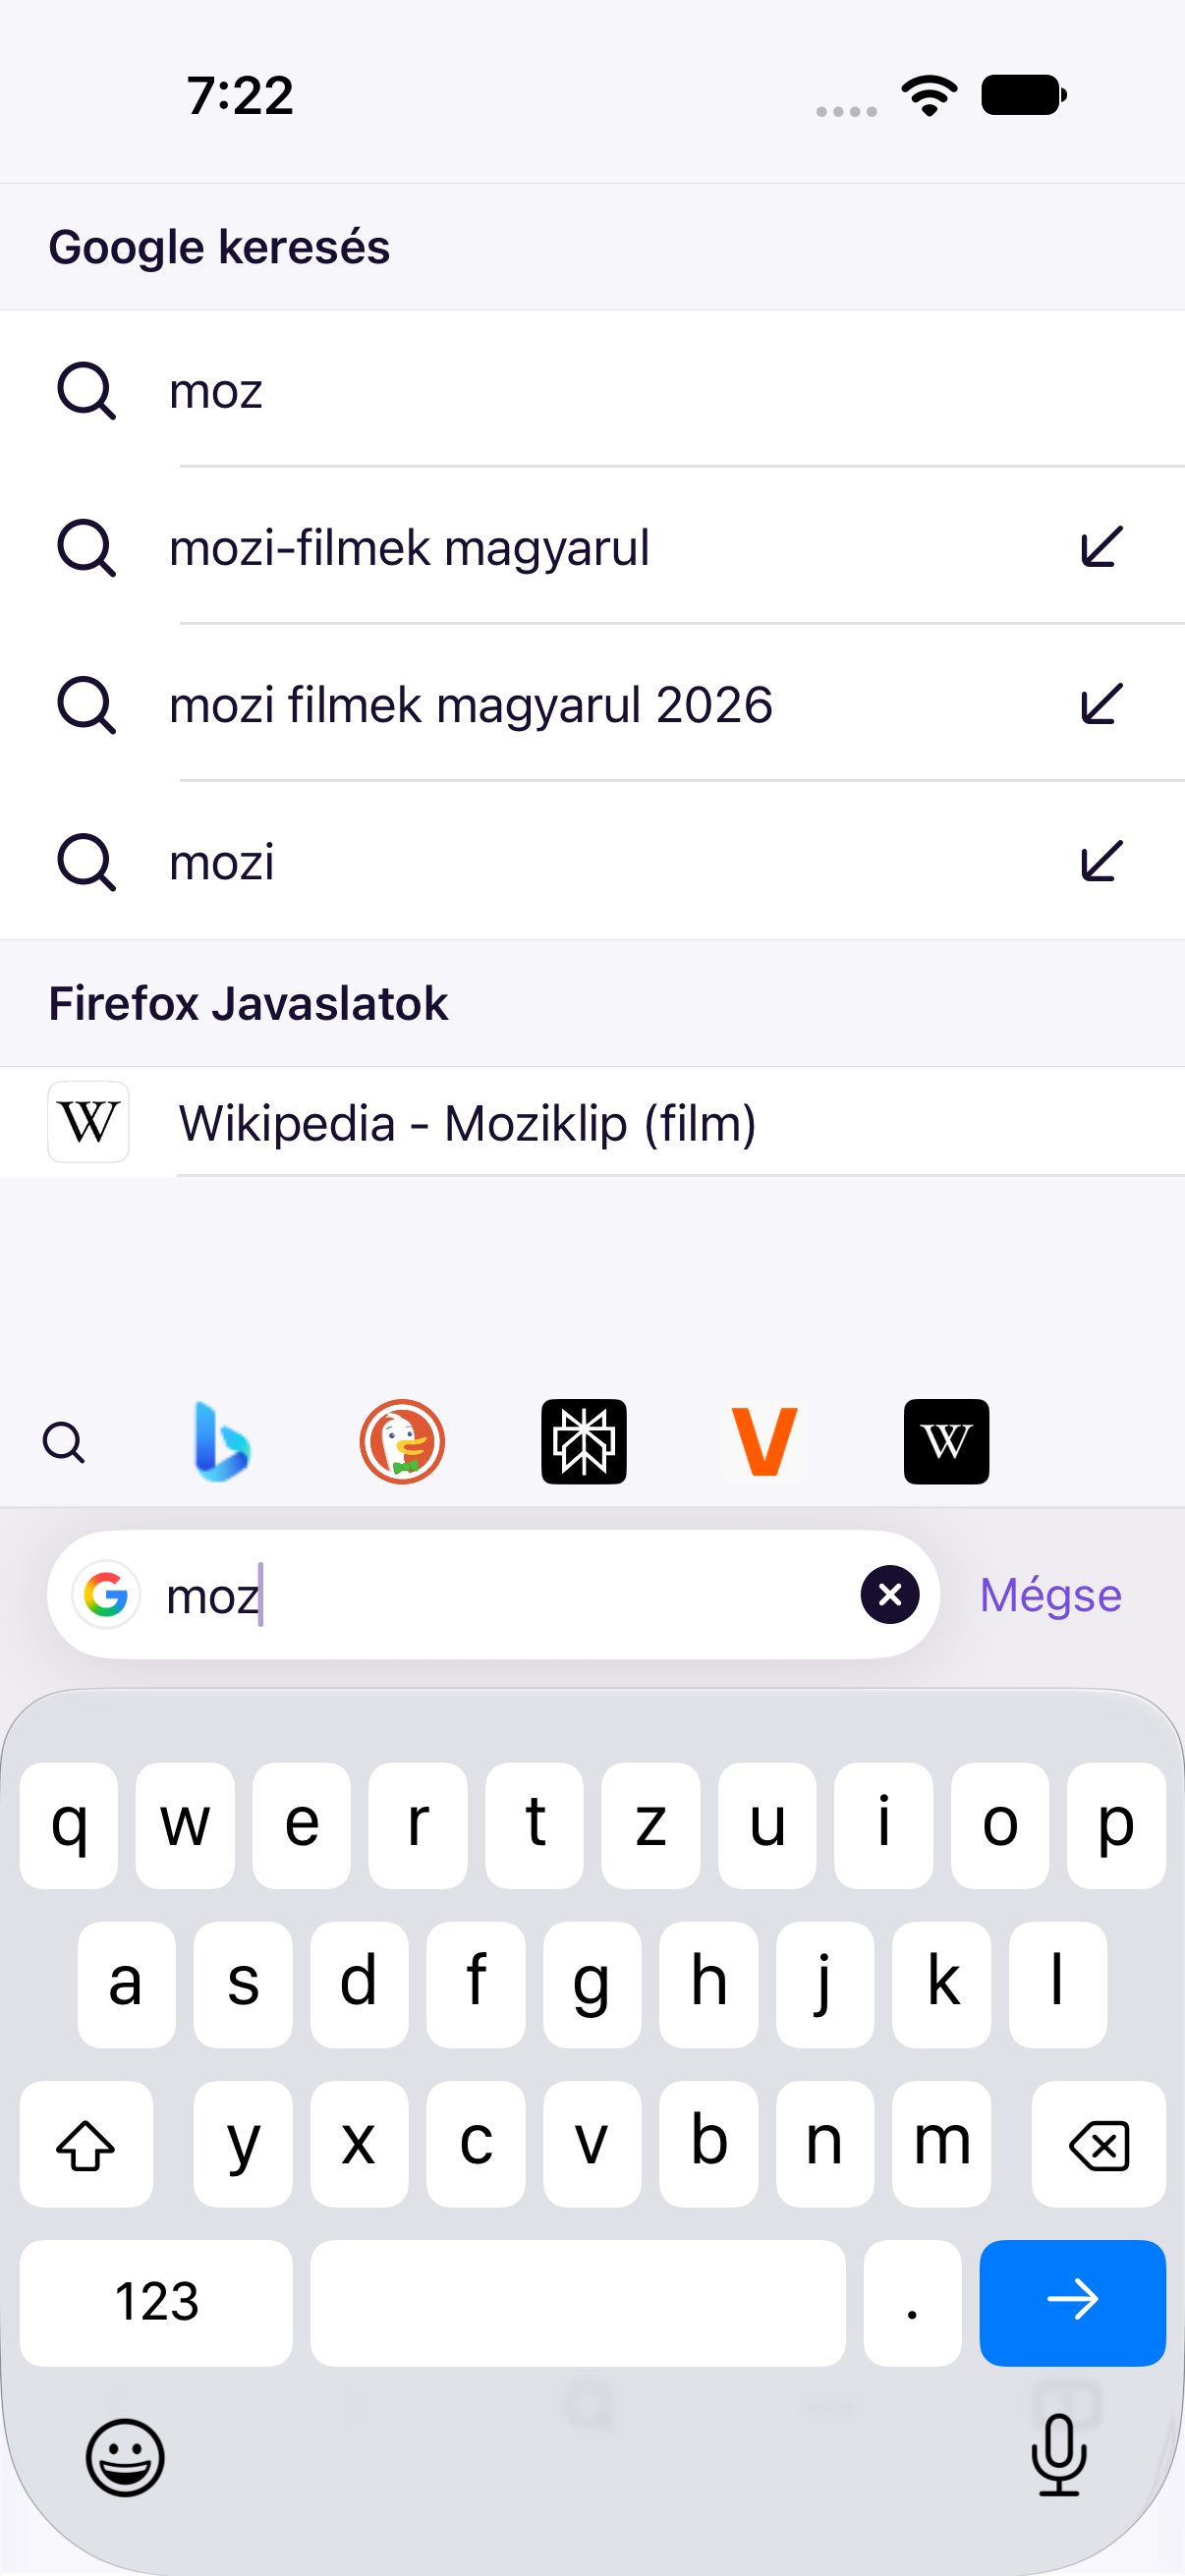 7:22
Google keresés
moz
mozi-filmek magyarul
mozi filmek magyarul 2026
mozi
Firefox Javaslatok
W Wikipedia - Moziklip (film)
V W
G moz Mégse
q w e r t z u i o p
a s d f g h j k l
y x c v b n m
123 .